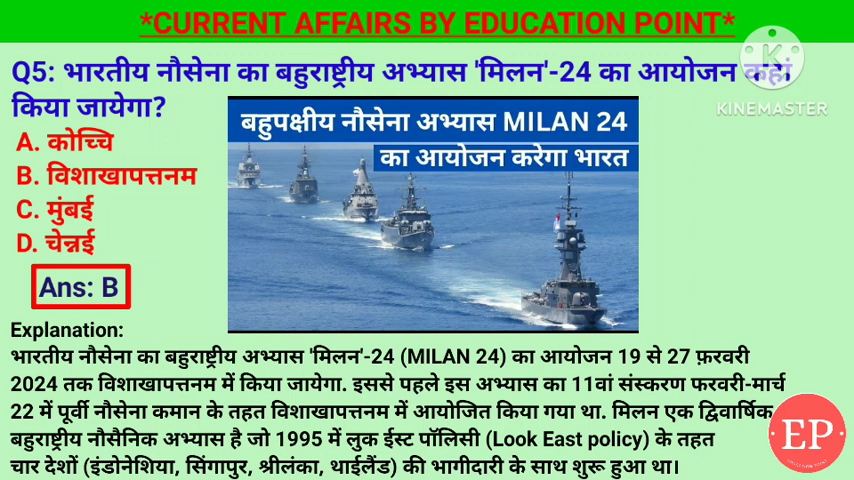 *CURRENT AFFAIRS BY EDUCATION POINT*
Q5: भारतीय नौसेना का बहुराष्ट्रीय अभ्यास 'मिलन'-24 का आयोजन कहां
किया जायेगा?
KINEMASTER
A. कोच्चि
B. विशाखापत्तनम
C. मुंबई
D. चेन्नई
Ans: B
बहुपक्षीय नौसेना अभ्यास MILAN 24
का आयोजन करेगा भारत
Explanation:
भारतीय नौसेना का बहुराष्ट्रीय अभ्यास 'मिलन'-24 (MILAN 24) का आयोजन 19 से 27 फ़रवरी
2024 तक विशाखापत्तनम में किया जायेगा. इससे पहले इस अभ्यास का 11वां संस्करण फरवरी-मार्च
22 में पूर्वी नौसेना कमान के तहत विशाखापत्तनम में आयोजित किया गया था. मिलन एक द्विवार्षिक
बहुराष्ट्रीय नौसैनिक अभ्यास है जो 1995 में लुक ईस्ट पॉलिसी (Look East policy) के तहत
चार देशों (इंडोनेशिया, सिंगापुर, श्रीलंका, थाईलैंड) की भागीदारी के साथ शुरू हुआ था।
EP
EDUCATION POINT